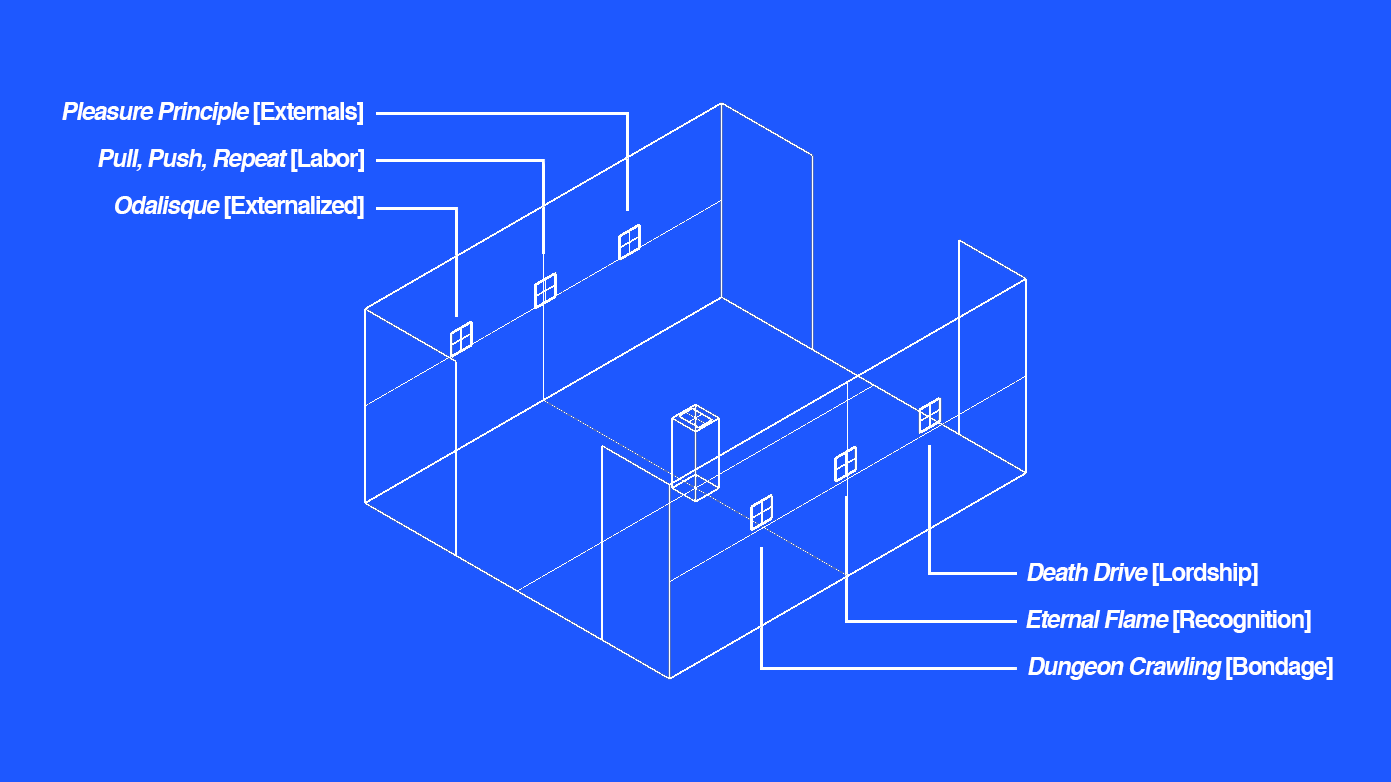 Pleasure Principle [Externals]
Pull, Push, Repeat [Labor]
Odalisque [Externalized]
Death Drive [Lordship]
Eternal Flame [Recognition]
Dungeon Crawling [Bondage]